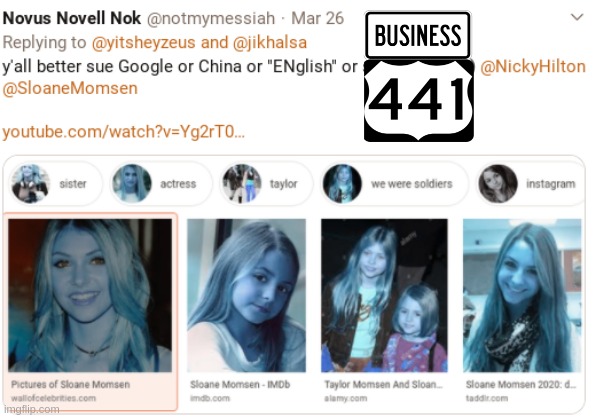 Novus Novell Nok @notmymessiah · Mar 26
Replying to @yitsheyzeus and @jikhalsa
y'all better sue Google or China or "ENglish" or @NickyHilton
@SloaneMomsen
youtube.com/watch?v=Yg2rT0…
BUSINESS
441
sister
actress
taylor
we were soldiers
instagram
Pictures of Sloane Momsen
wallofcelebrities.com
Sloane Momsen - IMDb
imdb.com
Taylor Momsen And Sloan...
alamy.com
Sloane Momsen 2020: d...
taddlr.com
imgflip.com